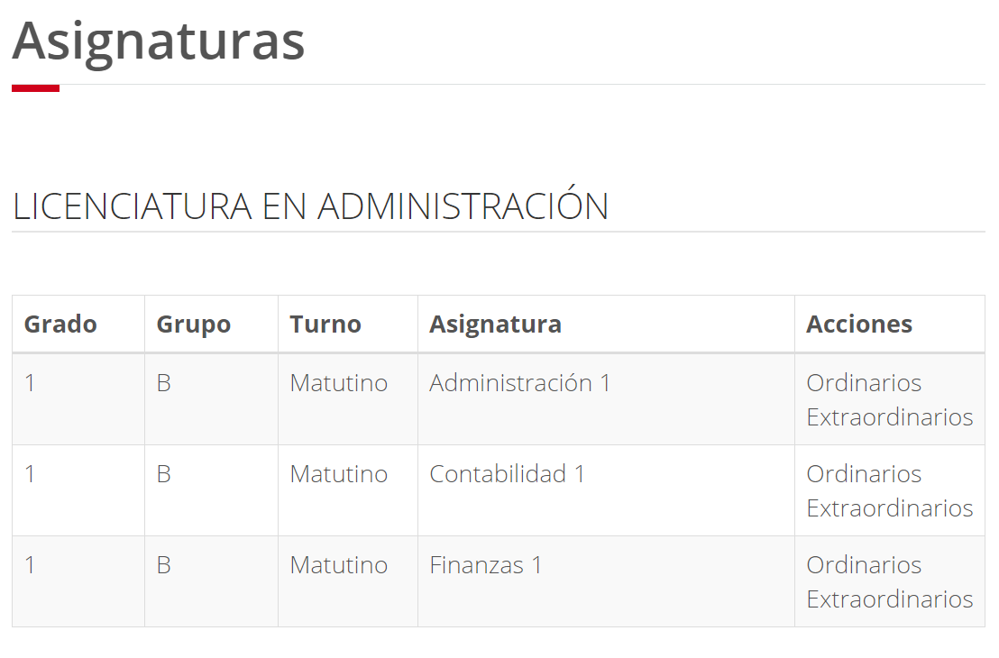 Asignaturas
LICENCIATURA EN ADMINISTRACIÓN
Grado Grupo Turno Asignatura Acciones
1 B Matutino Administración 1 Ordinarios
Extraordinarios
1 B Matutino Contabilidad 1 Ordinarios
Extraordinarios
1 B Matutino Finanzas 1 Ordinarios
Extraordinarios